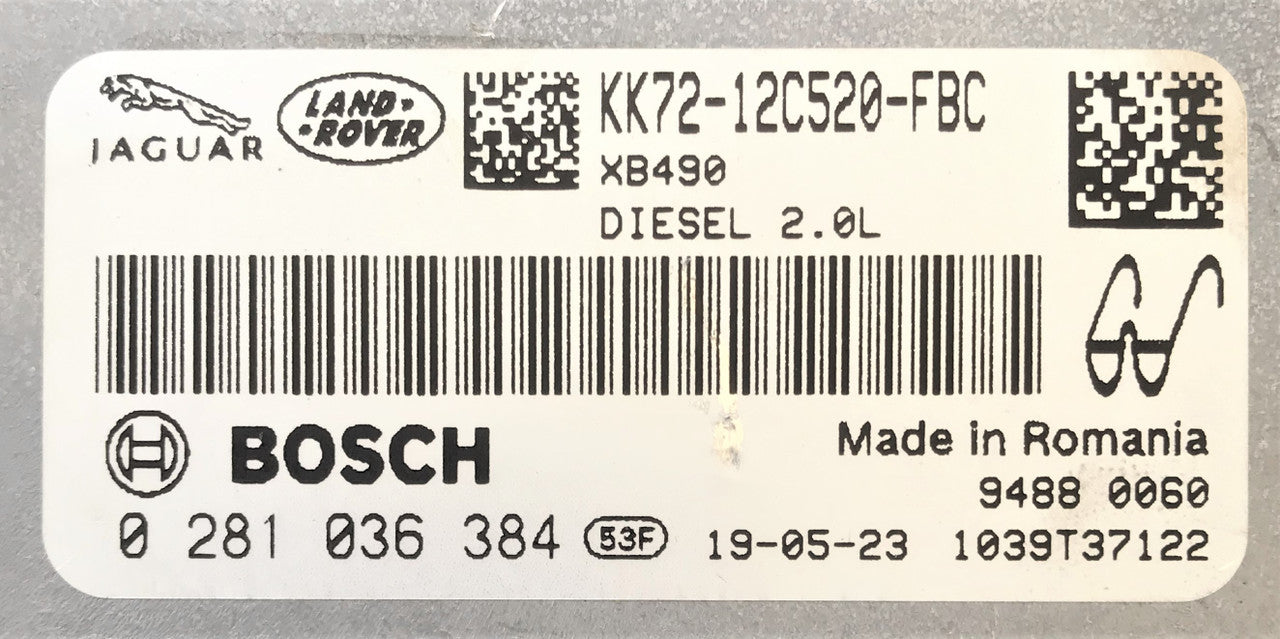 JAGUAR
LAND-
-ROVER
KK72-12C520-FBC
XB490
DIESEL 2.0L
BOSCH
Made in Romania
9488 0060
0 281 036 384 53F 19-05-23 1039T37122